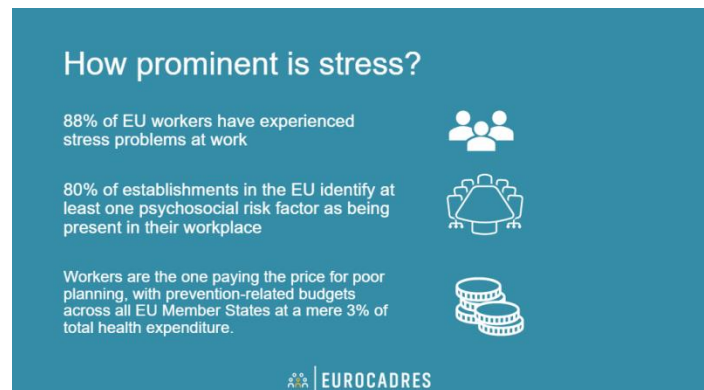 How prominent is stress?
88% of EU workers have experienced
stress problems at work
80% of establishments in the EU identify at
least one psychosocial risk factor as being
present in their workplace
Workers are the one paying the price for poor
planning, with prevention-related budgets
across all EU Member States at a mere 3% of
total health expenditure.
EUROCADRES